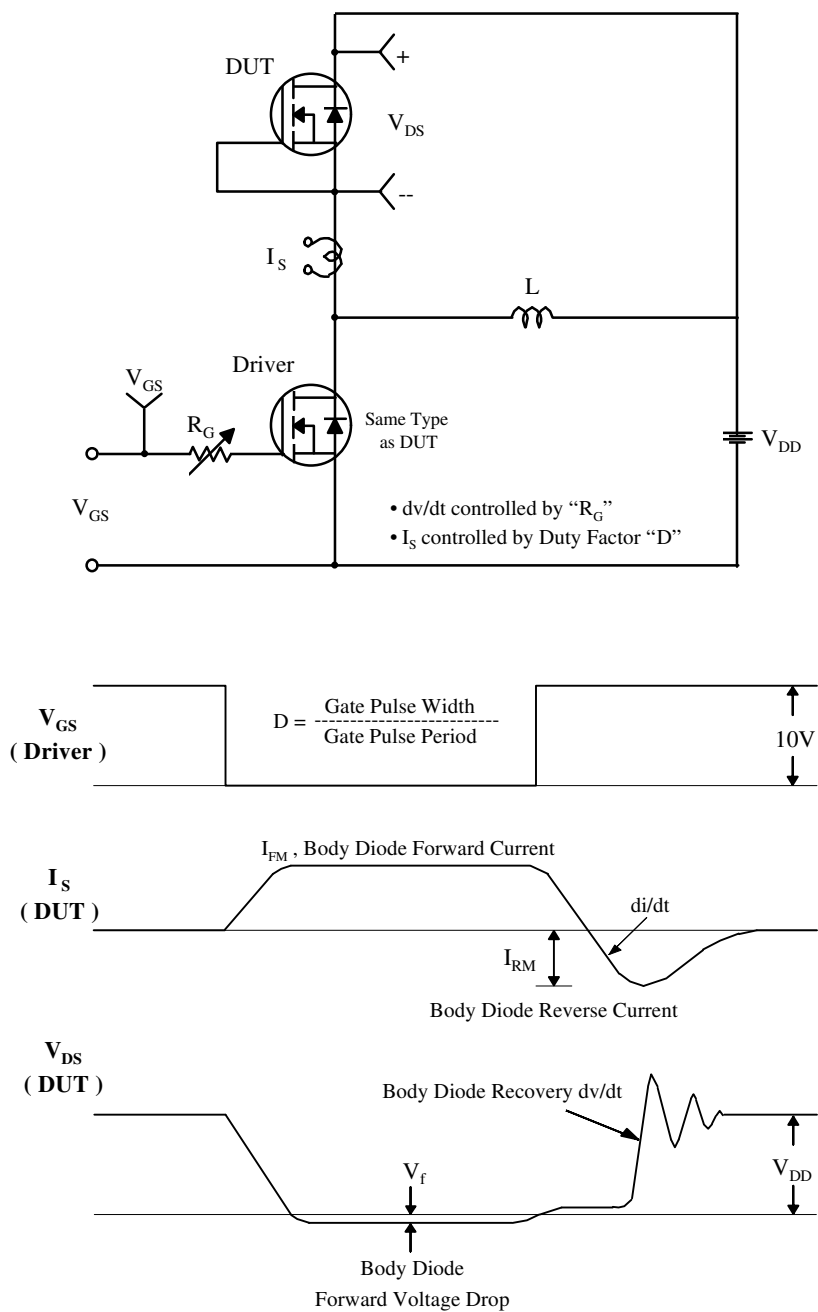 DUT
+
V_DS
--
I_S
L
Driver
V_GS
R_G
Same Type
as DUT
V_DD
V_GS
• dv/dt controlled by “R_G”
• I_S controlled by Duty Factor “D”
V_GS
( Driver )
D = Gate Pulse Width
--------------------------
Gate Pulse Period
10V
I_FM , Body Diode Forward Current
I_S
( DUT )
di/dt
I_RM
Body Diode Reverse Current
V_DS
( DUT )
Body Diode Recovery dv/dt
V_f
V_DD
Body Diode
Forward Voltage Drop